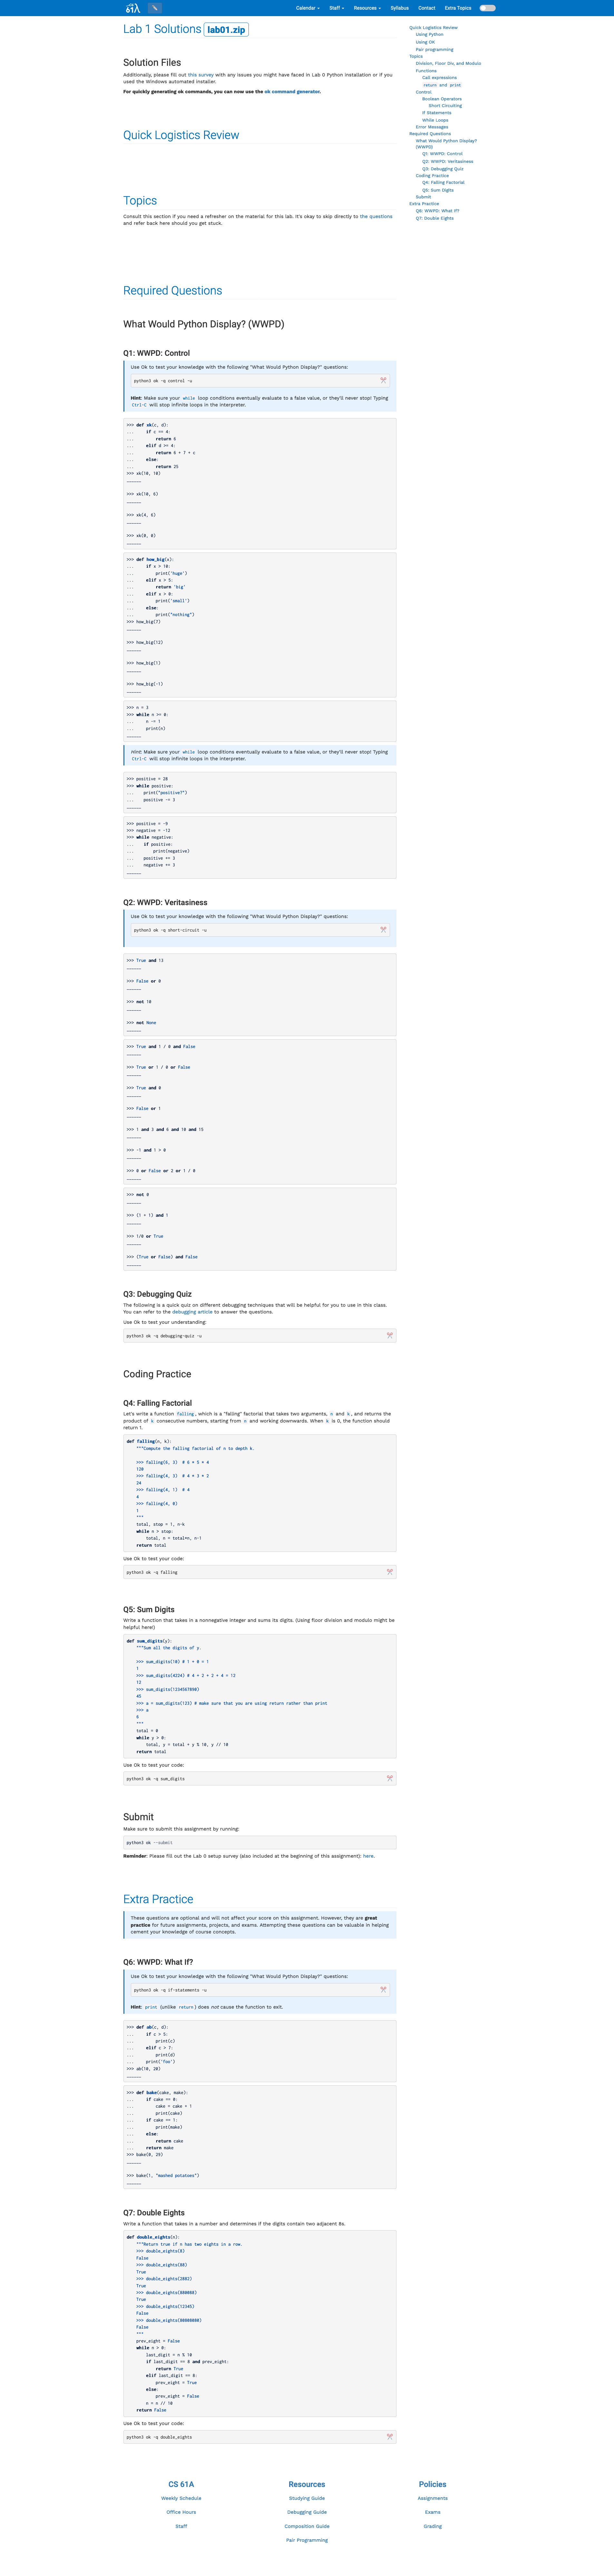 61A
Calendar
Staff
Resources
Syllabus
Contact
Extra Topics
Lab 1 Solutions lab01.zip
Solution Files
Additionally, please fill out this survey with any issues you might have faced in Lab 0 Python installation or if you
used the Windows automated installer.
For quickly generating ok commands, you can now use the ok command generator.
Quick Logistics Review
Topics
Consult this section if you need a refresher on the material for this lab. It's okay to skip directly to the questions
and refer back here should you get stuck.
Required Questions
What Would Python Display? (WWPD)
Q1: WWPD: Control
Use Ok to test your knowledge with the following "What Would Python Display?" questions:
python3 ok -q control -u
Hint: Make sure your while loop conditions eventually evaluate to a false value, or they'll never stop! Typing
Ctrl-C will stop infinite loops in the interpreter.
>>> def xk(c, d):
...     if c == 4:
...         return 6
...     elif d >= 4:
...         return 6 + 7 + c
...     else:
...         return 25
>>> xk(10, 10)
______
>>> xk(10, 6)
______
>>> xk(4, 6)
______
>>> xk(0, 0)
______
>>> def how_big(x):
...     if x > 10:
...         print('huge')
...     elif x > 5:
...         return 'big'
...     elif x > 0:
...         print('small')
...     else:
...         print("nothing")
>>> how_big(7)
______
>>> how_big(12)
______
>>> how_big(1)
______
>>> how_big(-1)
______
>>> n = 3
>>> while n >= 0:
...     n -= 1
...     print(n)
______
Hint: Make sure your while loop conditions eventually evaluate to a false value, or they'll never stop! Typing
Ctrl-C will stop infinite loops in the interpreter.
>>> positive = 28
>>> while positive:
...    print("positive?")
...    positive -= 3
______
>>> positive = -9
>>> negative = -12
>>> while negative:
...    if positive:
...        print(negative)
...    positive += 3
...    negative += 3
______
Q2: WWPD: Veritasiness
Use Ok to test your knowledge with the following "What Would Python Display?" questions:
python3 ok -q short-circuit -u
>>> True and 13
______
>>> False or 0
______
>>> not 10
______
>>> not None
______
>>> True and 1 / 0 and False
______
>>> True or 1 / 0 or False
______
>>> True and 0
______
>>> False or 1
______
>>> 1 and 3 and 6 and 10 and 15
______
>>> -1 and 1 > 0
______
>>> 0 or False or 2 or 1 / 0
______
>>> not 0
______
>>> (1 + 1) and 1
______
>>> 1/0 or True
______
>>> (True or False) and False
______
Q3: Debugging Quiz
The following is a quick quiz on different debugging techniques that will be helpful for you to use in this class.
You can refer to the debugging article to answer the questions.
Use Ok to test your understanding:
python3 ok -q debugging-quiz -u
Coding Practice
Q4: Falling Factorial
Let's write a function falling, which is a "falling" factorial that takes two arguments, n and k, and returns the
product of k consecutive numbers, starting from n and working downwards. When k is 0, the function should
return 1.
def falling(n, k):
    """Compute the falling factorial of n to depth k.
    >>> falling(6, 3)  # 6 * 5 * 4
    120
    >>> falling(4, 3)  # 4 * 3 * 2
    24
    >>> falling(4, 1)  # 4
    4
    >>> falling(4, 0)
    1
    """
    total, stop = 1, n-k
    while n > stop:
        total, n = total*n, n-1
    return total
Use Ok to test your code:
python3 ok -q falling
Q5: Sum Digits
Write a function that takes in a nonnegative integer and sums its digits. (Using floor division and modulo might be
helpful here!)
def sum_digits(y):
    """Sum all the digits of y.
    >>> sum_digits(10) # 1 + 0 = 1
    1
    >>> sum_digits(4224) # 4 + 2 + 2 + 4 = 12
    12
    >>> sum_digits(1234567890)
    45
    >>> a = sum_digits(123) # make sure that you are using return rather than print
    >>> a
    6
    """
    total = 0
    while y > 0:
        total, y = total + y % 10, y // 10
    return total
Use Ok to test your code:
python3 ok -q sum_digits
Submit
Make sure to submit this assignment by running:
python3 ok --submit
Reminder: Please fill out the Lab 0 setup survey (also included at the beginning of this assignment): here.
Extra Practice
These questions are optional and will not affect your score on this assignment. However, they are great
practice for future assignments, projects, and exams. Attempting these questions can be valuable in helping
cement your knowledge of course concepts.
Q6: WWPD: What If?
Use Ok to test your knowledge with the following "What Would Python Display?" questions:
python3 ok -q if-statements -u
Hint: print (unlike return) does not cause the function to exit.
>>> def ab(c, d):
...     if c > 5:
...         print(c)
...     elif c > 7:
...         print(d)
...     print('foo')
>>> ab(10, 20)
______
>>> def bake(cake, make):
...     if cake == 0:
...         cake = cake + 1
...         print(cake)
...     if cake == 1:
...         print(make)
...     else:
...         return cake
...     return make
>>> bake(0, 29)
______
>>> bake(1, "mashed potatoes")
______
Q7: Double Eights
Write a function that takes in a number and determines if the digits contain two adjacent 8s.
def double_eights(n):
    """Return true if n has two eights in a row.
    >>> double_eights(8)
    False
    >>> double_eights(88)
    True
    >>> double_eights(2882)
    True
    >>> double_eights(880088)
    True
    >>> double_eights(12345)
    False
    >>> double_eights(80808080)
    False
    """
    prev_eight = False
    while n > 0:
        last_digit = n % 10
        if last_digit == 8 and prev_eight:
            return True
        elif last_digit == 8:
            prev_eight = True
        else:
            prev_eight = False
        n = n // 10
    return False
Use Ok to test your code:
python3 ok -q double_eights
Quick Logistics Review
Using Python
Using OK
Pair programming
Topics
Division, Floor Div, and Modulo
Functions
Call expressions
return and print
Control
Boolean Operators
Short Circuiting
If Statements
While Loops
Error Messages
Required Questions
What Would Python Display?
(WWPD)
Q1: WWPD: Control
Q2: WWPD: Veritasiness
Q3: Debugging Quiz
Coding Practice
Q4: Falling Factorial
Q5: Sum Digits
Submit
Extra Practice
Q6: WWPD: What If?
Q7: Double Eights
CS 61A
Weekly Schedule
Office Hours
Staff
Resources
Studying Guide
Debugging Guide
Composition Guide
Pair Programming
Policies
Assignments
Exams
Grading